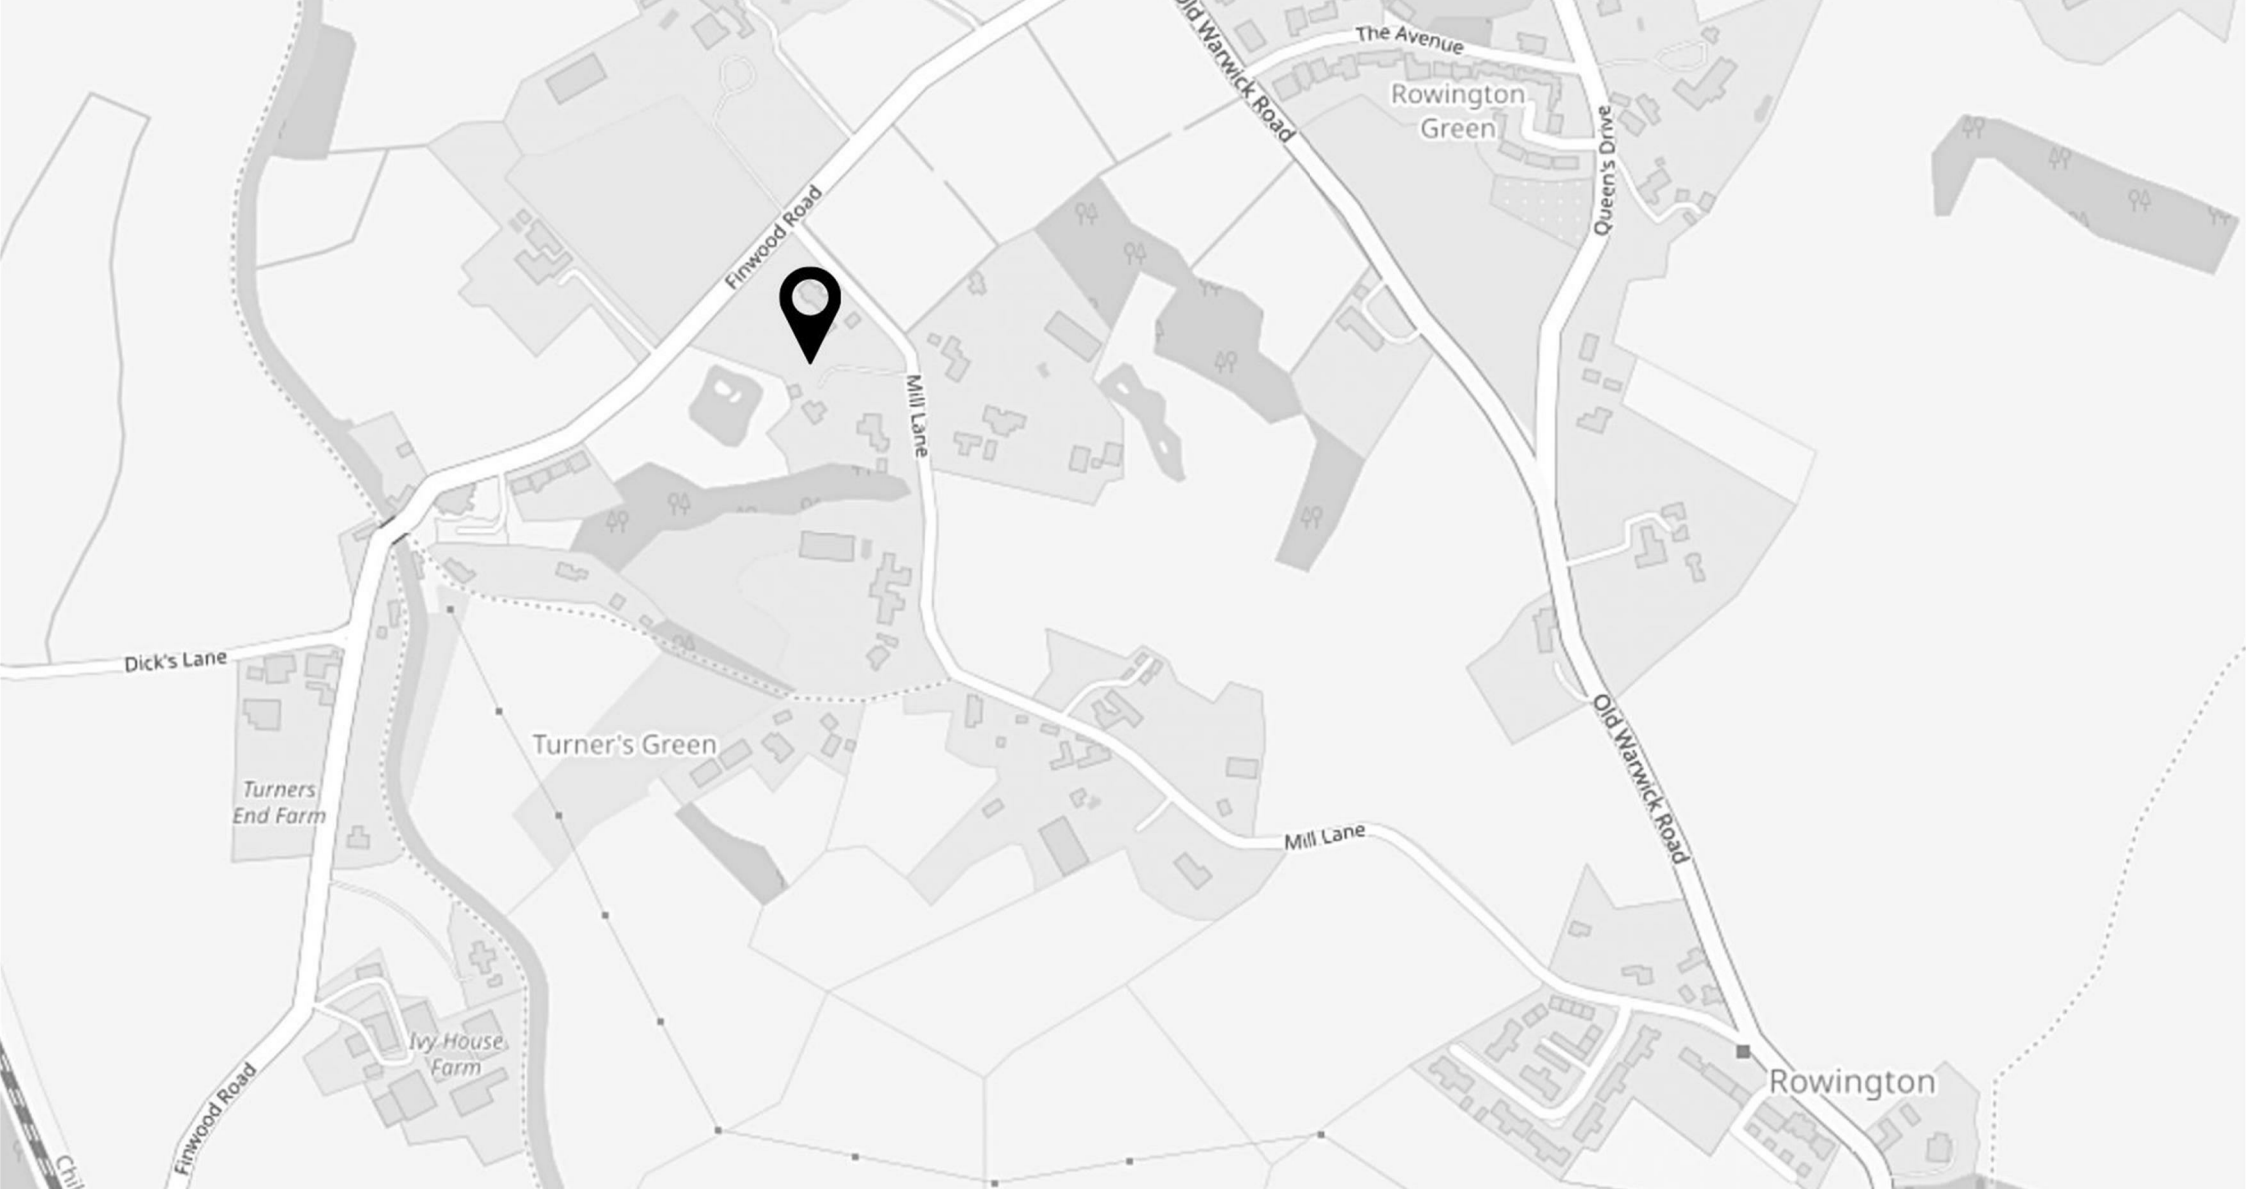 Old Warwick Road
The Avenue
Rowington
Green
Queen's Drive
Finwood Road
Mill Lane
Dick's Lane
Turner's Green
Old Warwick Road
Turners
End Farm
Mill Lane
Ivy House
Farm
Rowington
Finwood Road
Chil